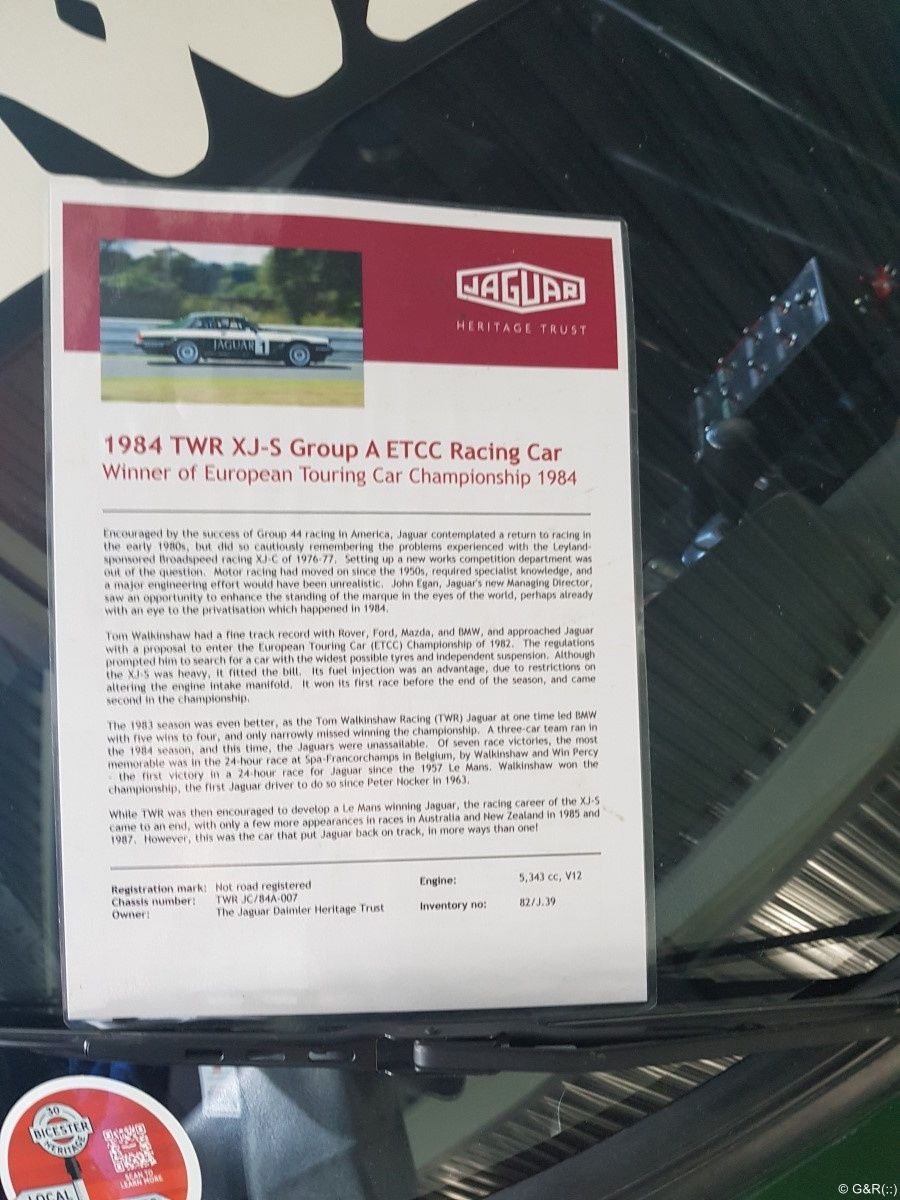 JAGUAR
HERITAGE TRUST
JAGUAR 1
1984 TWR XJ-S Group A ETCC Racing Car
Winner of European Touring Car Championship 1984
Encouraged by the success of Group 44 racing in America, Jaguar contemplated a return to racing in
the early 1980s, but did so cautiously remembering the problems experienced with the Leyland-
sponsored Broadspeed racing XJ-C of 1976-77. Setting up a new works competition department was
out of the question. Motor racing had moved on since the 1950s, required specialist knowledge, and
a major engineering effort would have been unrealistic. John Egan, Jaguar's new Managing Director,
saw an opportunity to enhance the standing of the marque in the eyes of the world, perhaps already
with an eye to the privatisation which happened in 1984.
Tom Walkinshaw had a fine track record with Rover, Ford, Mazda, and BMW, and approached Jaguar
with a proposal to enter the European Touring Car (ETCC) Championship of 1982. The regulations
prompted him to search for a car with the widest possible tyres and independent suspension. Although
the XJ-S was heavy, it fitted the bill. Its fuel injection was an advantage, due to restrictions on
altering the engine intake manifold. It won its first race before the end of the season, and came
second in the championship.
The 1983 season was even better, as the Tom Walkinshaw Racing (TWR) Jaguar at one time led BMW
with five wins to four, and only narrowly missed winning the championship. A three-car team ran in
the 1984 season, and this time, the Jaguars were unassailable. Of seven race victories, the most
memorable was in the 24-hour race at Spa-Francorchamps in Belgium, by Walkinshaw and Win Percy
- the first victory in a 24-hour race for Jaguar since the 1957 Le Mans. Walkinshaw won the
championship, the first Jaguar driver to do so since Peter Nocker in 1963.
While TWR was then encouraged to develop a Le Mans winning Jaguar, the racing career of the XJ-S
came to an end, with only a few more appearances in races in Australia and New Zealand in 1985 and
1987. However, this was the car that put Jaguar back on track, in more ways than one!
Registration mark: Not road registered
Chassis number: TWR JC/84A-007
Owner: The Jaguar Daimler Heritage Trust
Engine: 5,343 cc, V12
Inventory no: 82/J.39
30
BICESTER
HERITAGE
SCAN TO
LEARN MORE
LOCAL
© G&R(::)